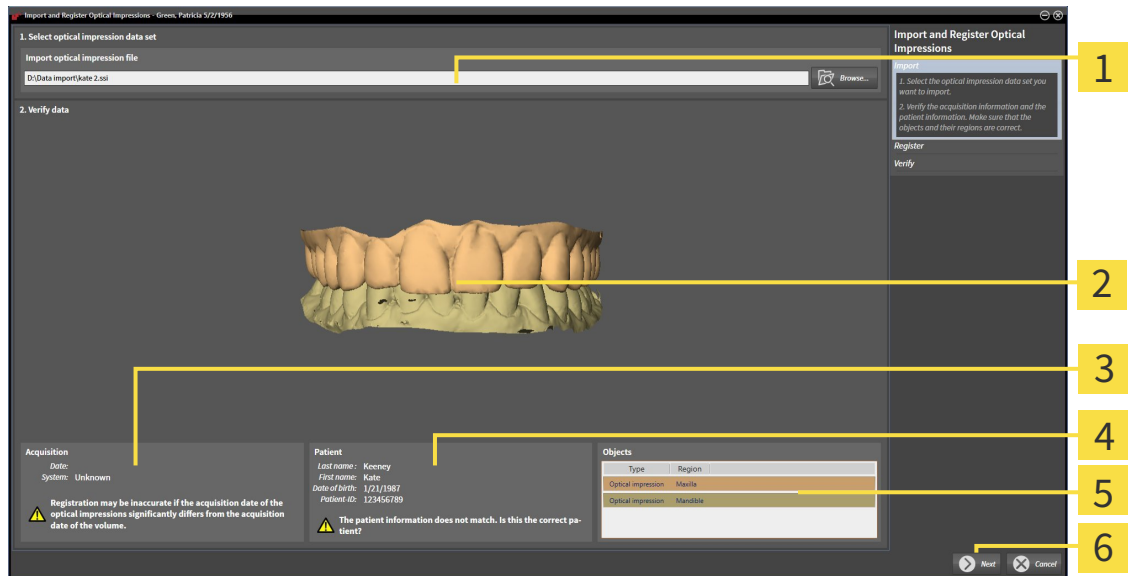 Import and Register Optical Impressions - Green, Patricia 5/2/1956
1. Select optical impression data set
Import optical impression file
D:\Data import\kate 2.ssi
Browse...
2. Verify data
Acquisition
Date:
System: Unknown
Registration may be inaccurate if the acquisition date of the
optical impressions significantly differs from the acquisition
date of the volume.
Patient
Last name: Keeney
First name: Kate
Date of birth: 1/21/1987
Patient-ID: 123456789
The patient information does not match. Is this the correct pa-
tient?
Objects
Type Region
Optical impression Maxilla
Optical impression Mandible
Import and Register Optical
Impressions
Import
1. Select the optical impression data set you
want to import.
2. Verify the acquisition information and the
patient information. Make sure that the
objects and their regions are correct.
Register
Verify
Next
Cancel
1
2
3
4
5
6